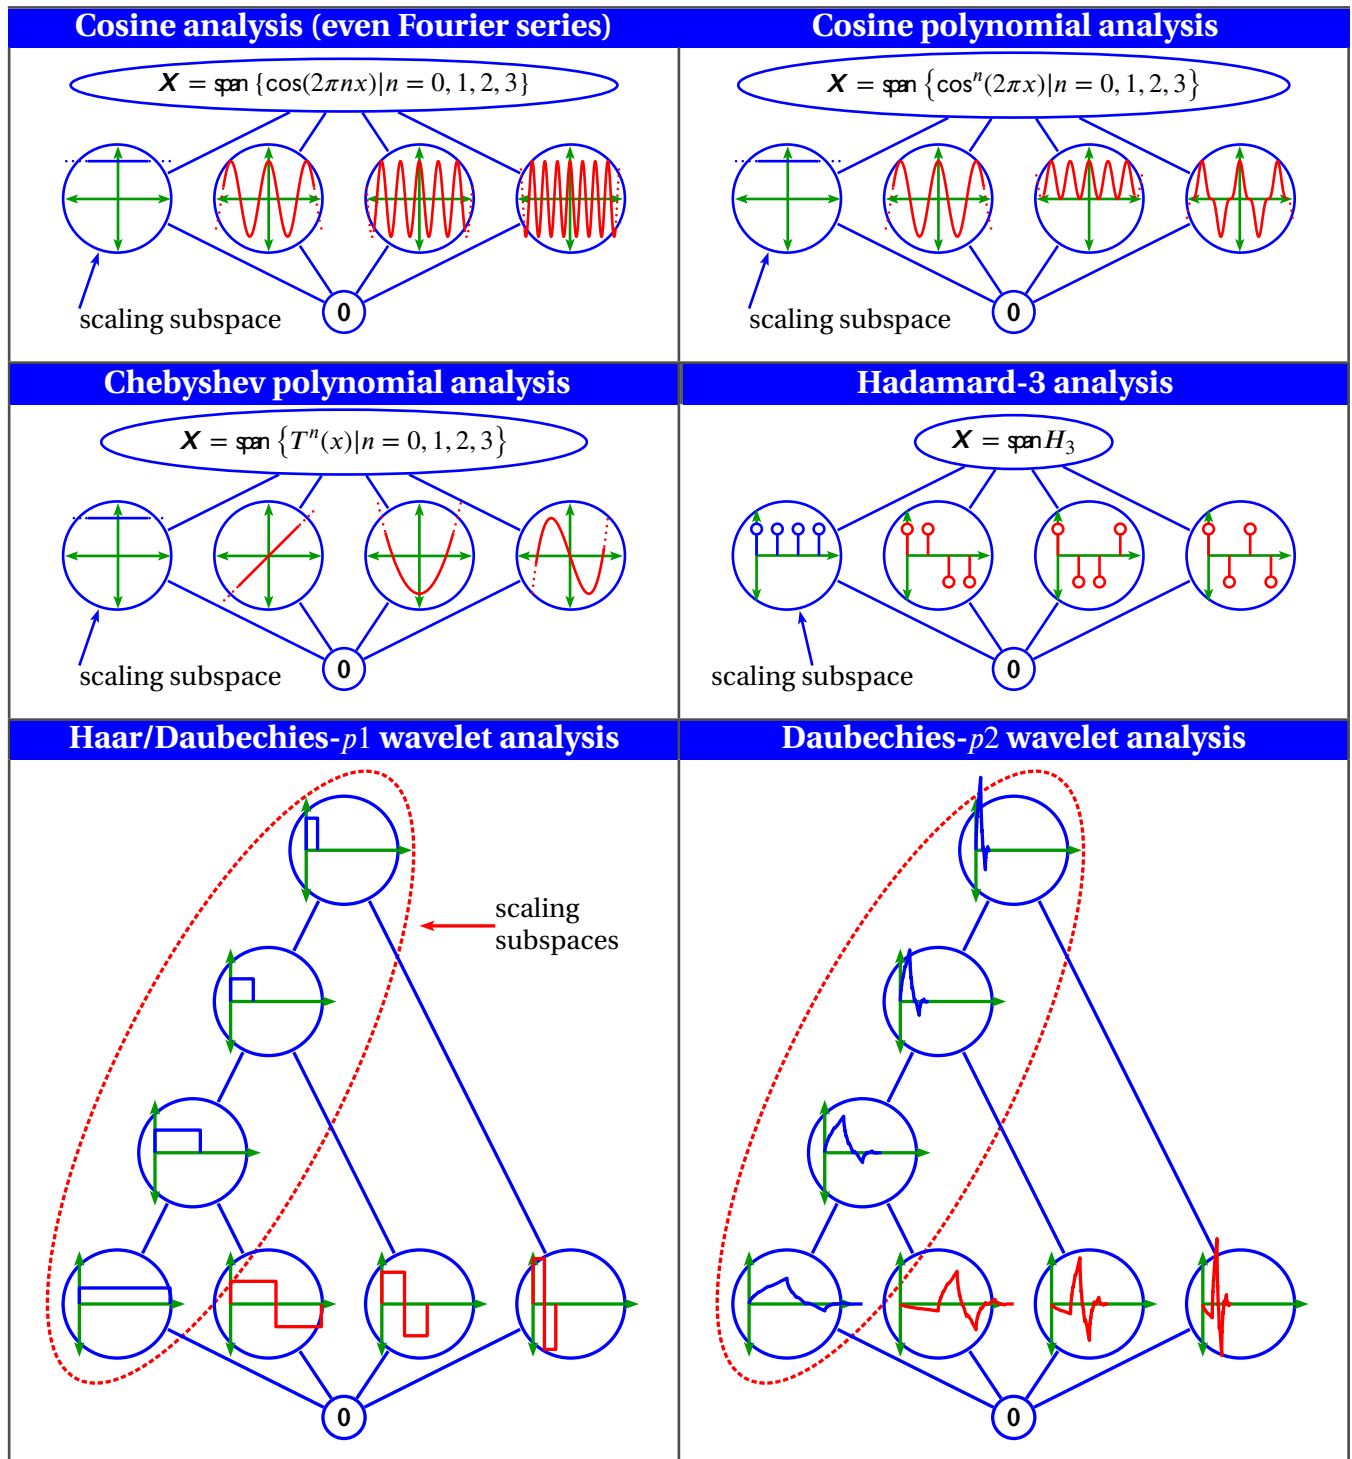 Cosine analysis (even Fourier series)
X = span {cos(2πnx)|n = 0, 1, 2, 3}
scaling subspace
0
Cosine polynomial analysis
X = span {cosⁿ(2πx)|n = 0, 1, 2, 3}
scaling subspace
0
Chebyshev polynomial analysis
X = span {Tⁿ(x)|n = 0, 1, 2, 3}
scaling subspace
0
Hadamard-3 analysis
X = spanH₃
scaling subspace
0
Haar/Daubechies-p1 wavelet analysis
scaling
subspaces
0
Daubechies-p2 wavelet analysis
0